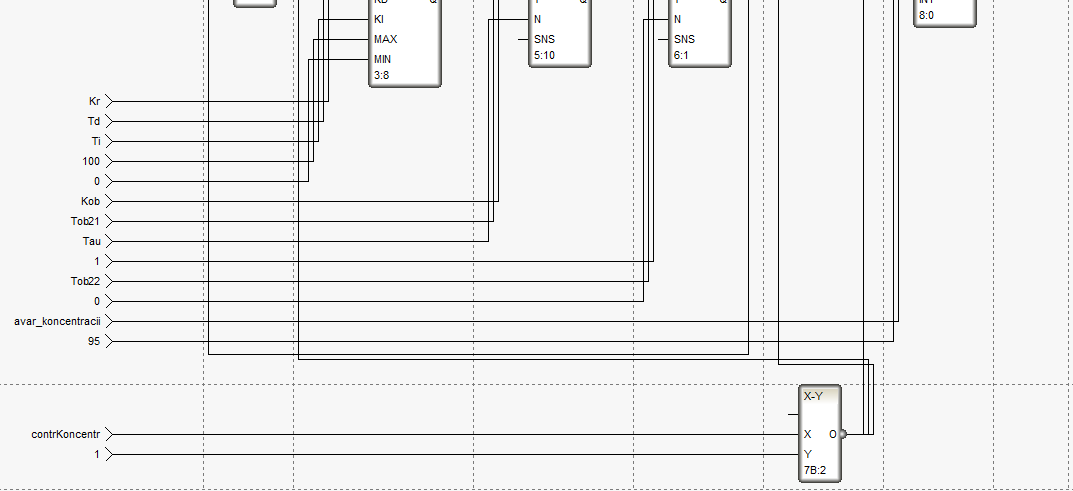 KI
MAX
MIN
3:8
N
SNS
5:10
N
SNS
6:1
8:0
Kr
Td
Ti
100
0
Kob
Tob21
Tau
1
Tob22
0
avar_koncentracii
95
X-Y
contrKoncentr
X O
1
Y
7B:2